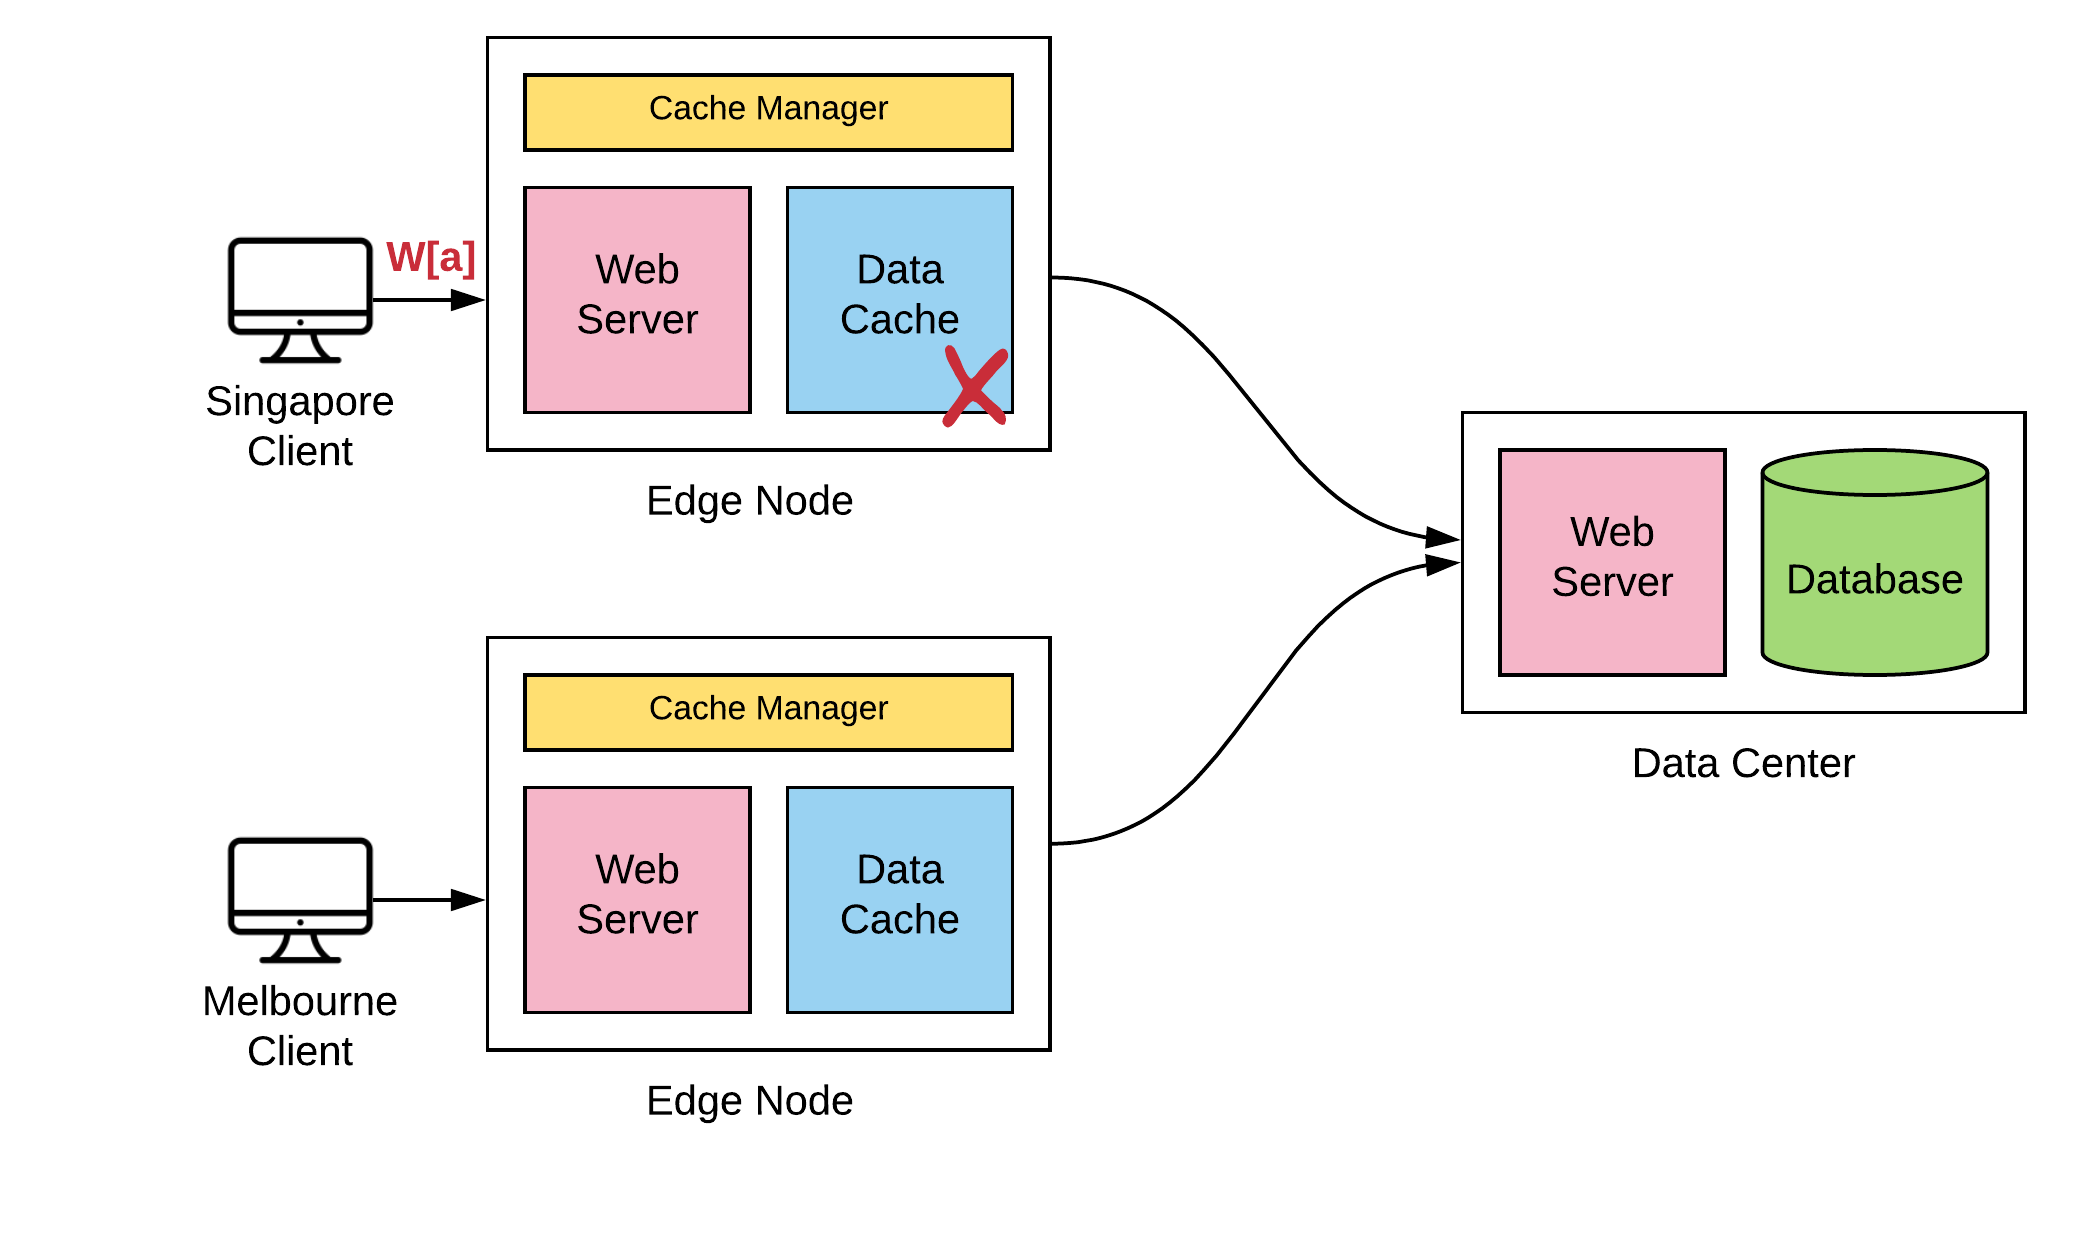 Cache Manager
W[a]
Web
Server
Data
Cache
Singapore
Client
Edge Node
Web
Server
Database
Data Center
Cache Manager
Web
Server
Data
Cache
Melbourne
Client
Edge Node